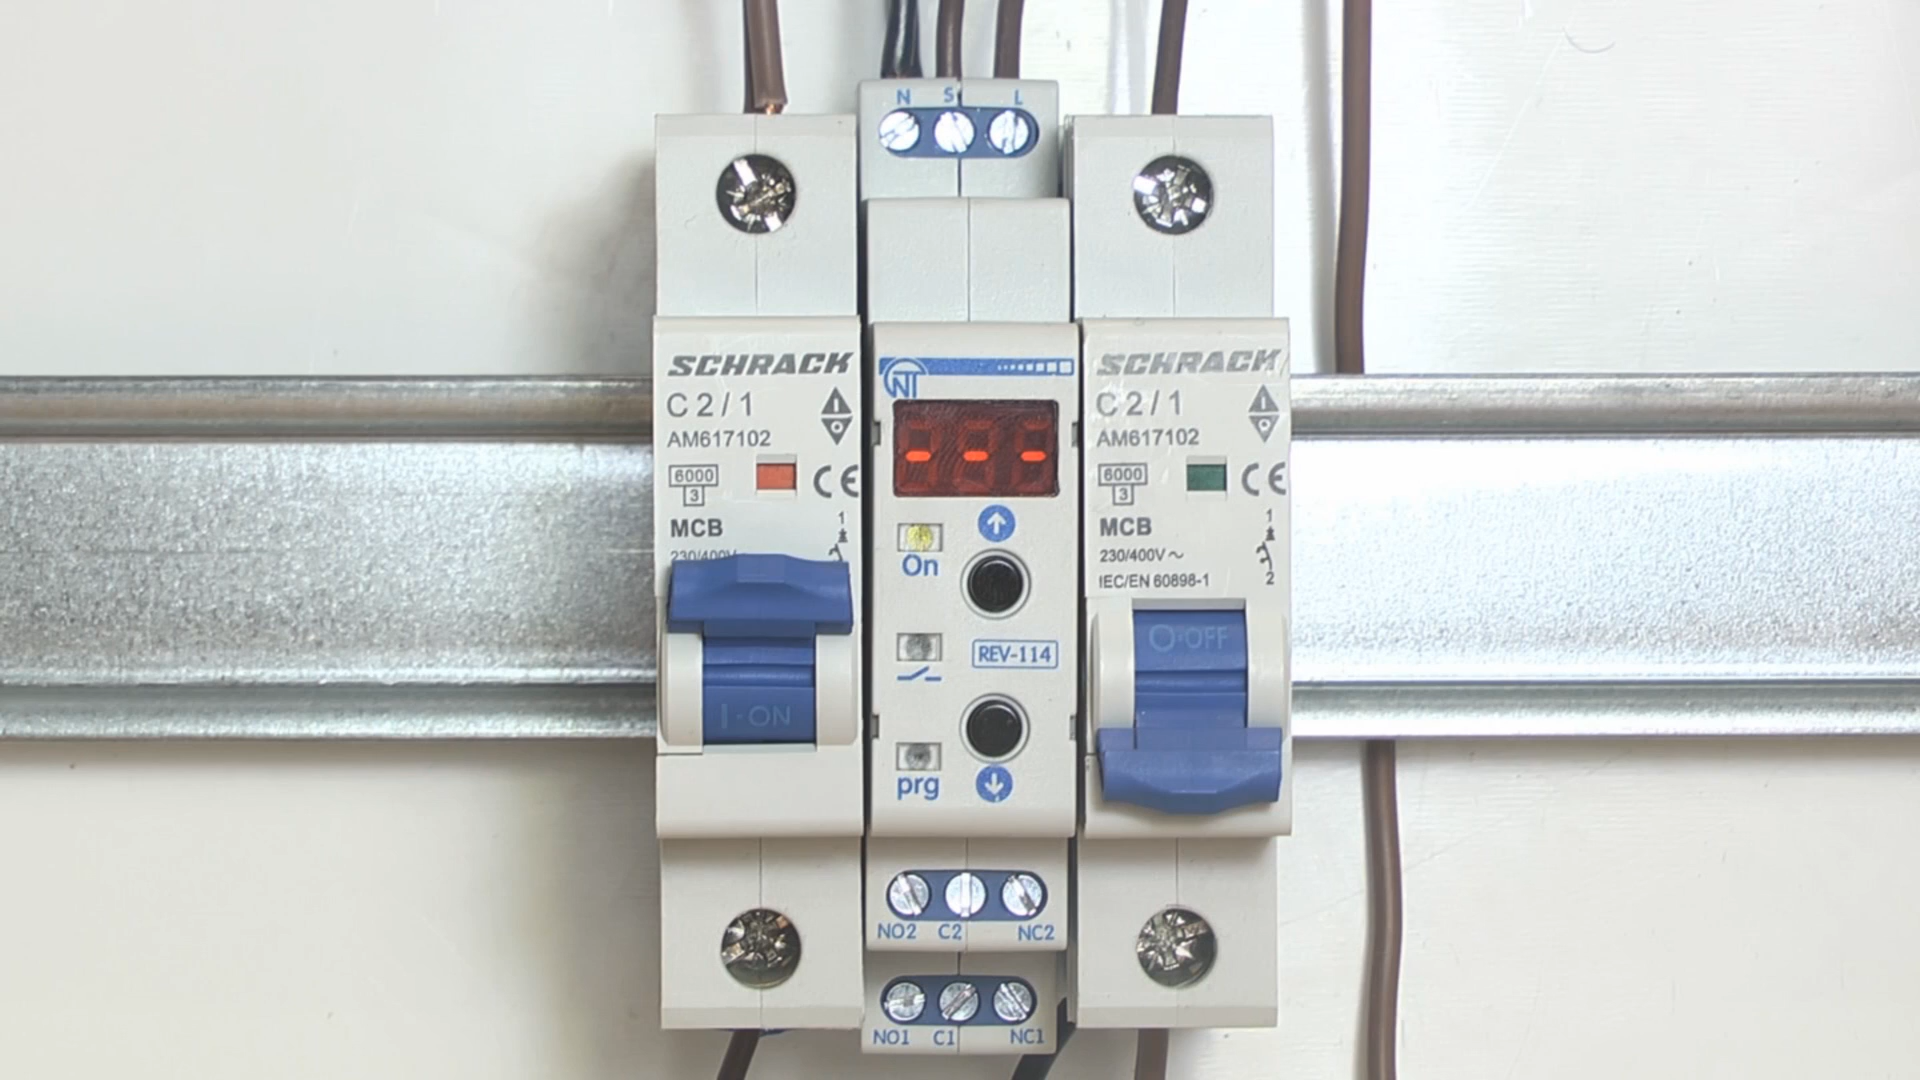 N S L
SCHRACK
C 2 / 1
AM617102
6000
3
CE
MCB
1
230/400V~
I-ON
NT
- - -
On
REV-114
prg
NO2 C2 NC2
NO1 C1 NC1
SCHRACK
C 2 / 1
AM617102
6000
3
CE
MCB
1
230/400V ~
2
IEC/EN 60898-1
O-OFF